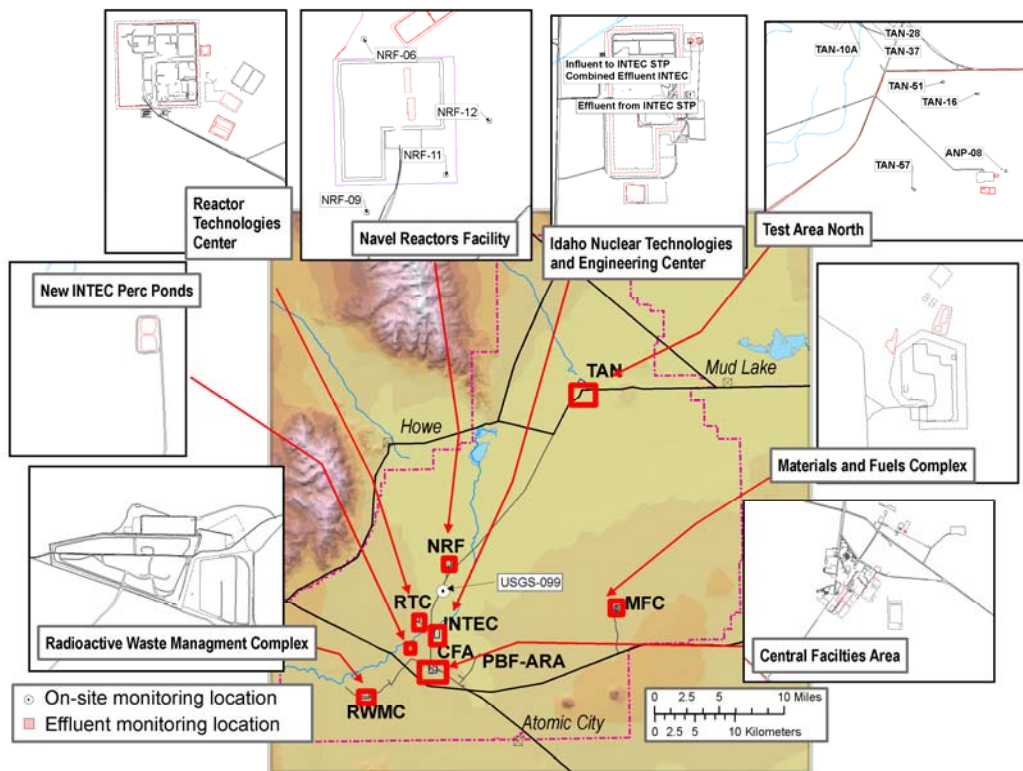 NRF-06
NRF-12
NRF-11
NRF-09
Influent to INTEC STP
Combined Effluent INTEC
Effluent from INTEC STP
TAN-28
TAN-10A
TAN-37
TAN-51
TAN-16
ANP-08
TAN-57
Reactor
Technologies
Center
Navel Reactors Facility
Idaho Nuclear Technologies
and Engineering Center
Test Area North
New INTEC Perc Ponds
TAN
Mud Lake
Howe
Materials and Fuels Complex
NRF
USGS-099
RTC
INTEC
MFC
CFA
PBF-ARA
Radioactive Waste Managment Complex
Central Facilties Area
RWMC
Atomic City
On-site monitoring location
Effluent monitoring location
0 2.5 5 10 Miles
0 2.5 5 10 Kilometers